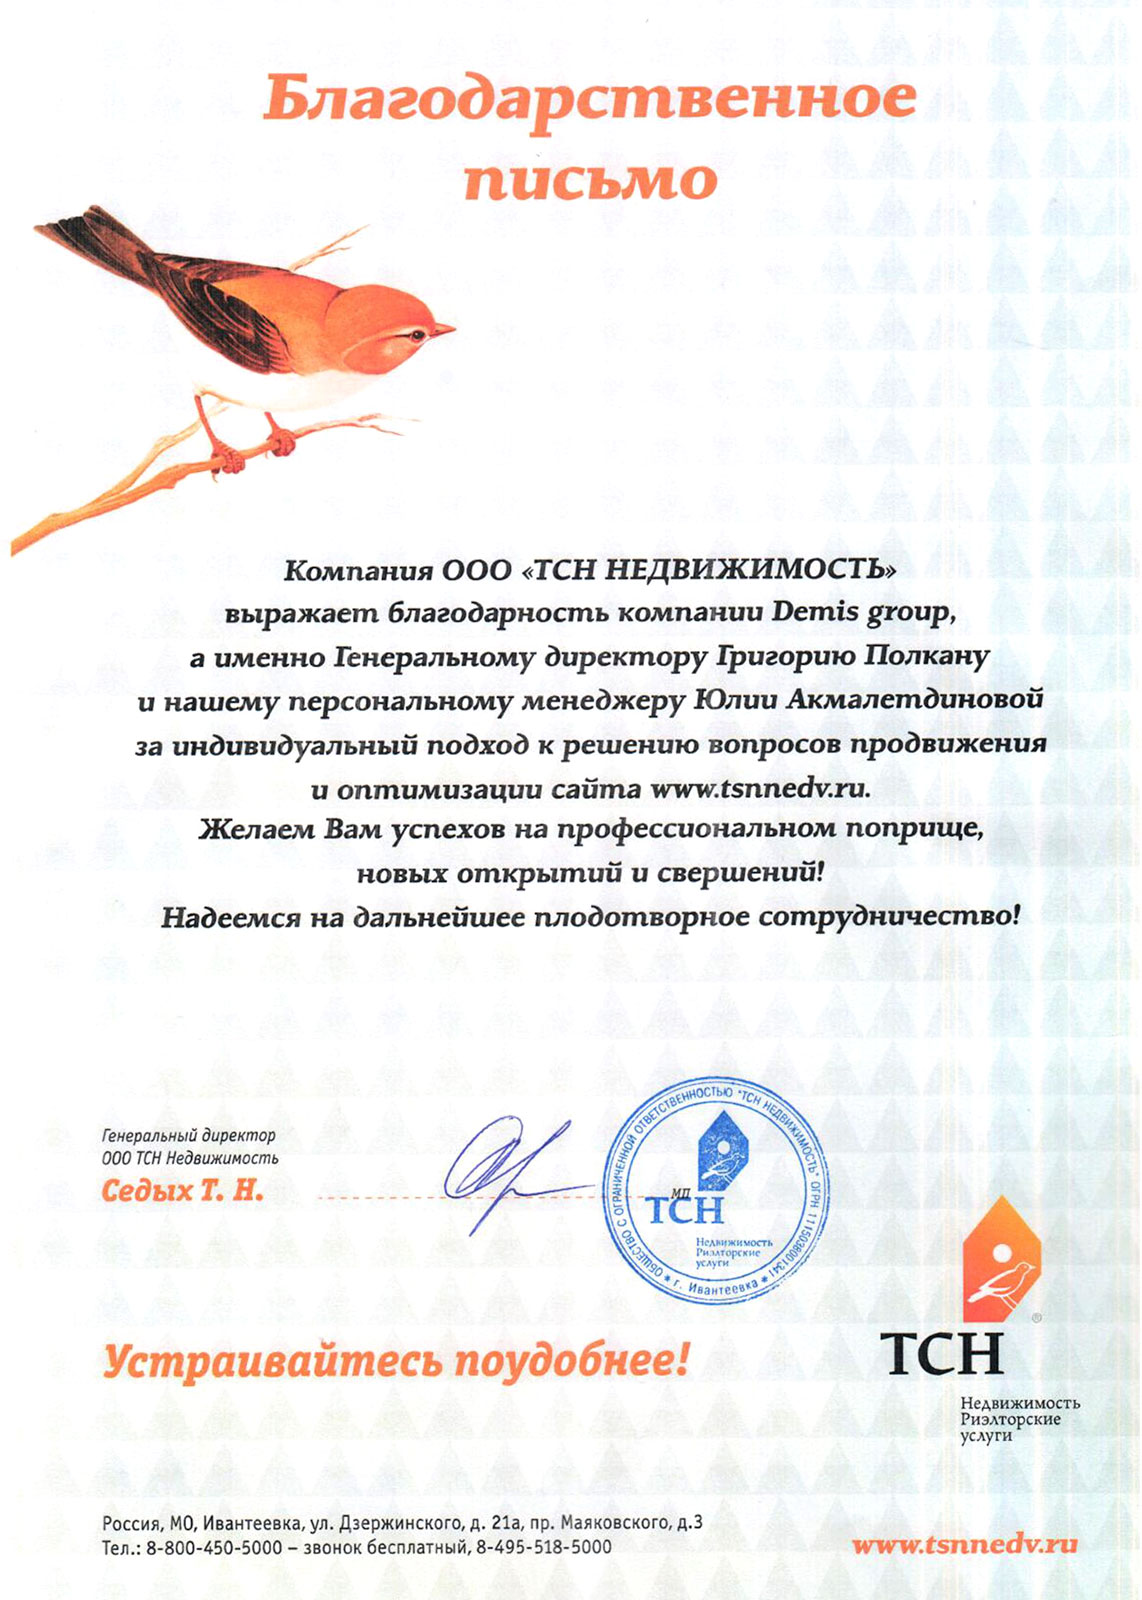 Благодарственное
письмо
Компания ООО «ТСН НЕДВИЖИМОСТЬ»
выражает благодарность компании Demis group,
а именно Генеральному директору Григорию Полкану
и нашему персональному менеджеру Юлии Акмалетдиновой
за индивидуальный подход к решению вопросов продвижения
и оптимизации сайта www.tsnnedv.ru.
Желаем Вам успехов на профессиональном поприще,
новых открытий и свершений!
Надеемся на дальнейшее плодотворное сотрудничество!
Генеральный директор
ООО ТСН Недвижимость
Седых Т. Н.
МП
ОБЩЕСТВО С ОГРАНИЧЕННОЙ ОТВЕТСТВЕННОСТЬЮ "ТСН НЕДВИЖИМОСТЬ" ОГРН 1115038001341
* г. Ивантеевка *
ТСН
Недвижимость
Риэлторские
услуги
Устраивайтесь поудобнее!
®
ТСН
Недвижимость
Риэлторские
услуги
Россия, МО, Ивантеевка, ул. Дзержинского, д. 21а, пр. Маяковского, д.3
Тел.: 8-800-450-5000 – звонок бесплатный, 8-495-518-5000
www.tsnnedv.ru